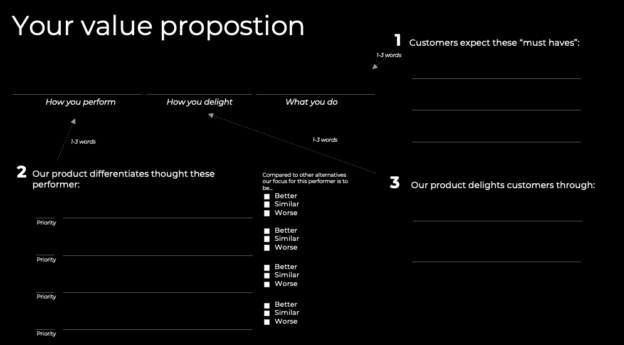 Your value propostion
1 Customers expect these “must haves”:
1-3 words
How you perform
How you delight
What you do
1-3 words
1-3 words
2 Our product differentiates thought these
performer:
Compared to other alternatives
our focus for this performer is to
be...
Better
Similar
Worse
Priority
Better
Similar
Worse
Priority
Better
Similar
Worse
Priority
Better
Similar
Worse
Priority
3 Our product delights customers through: